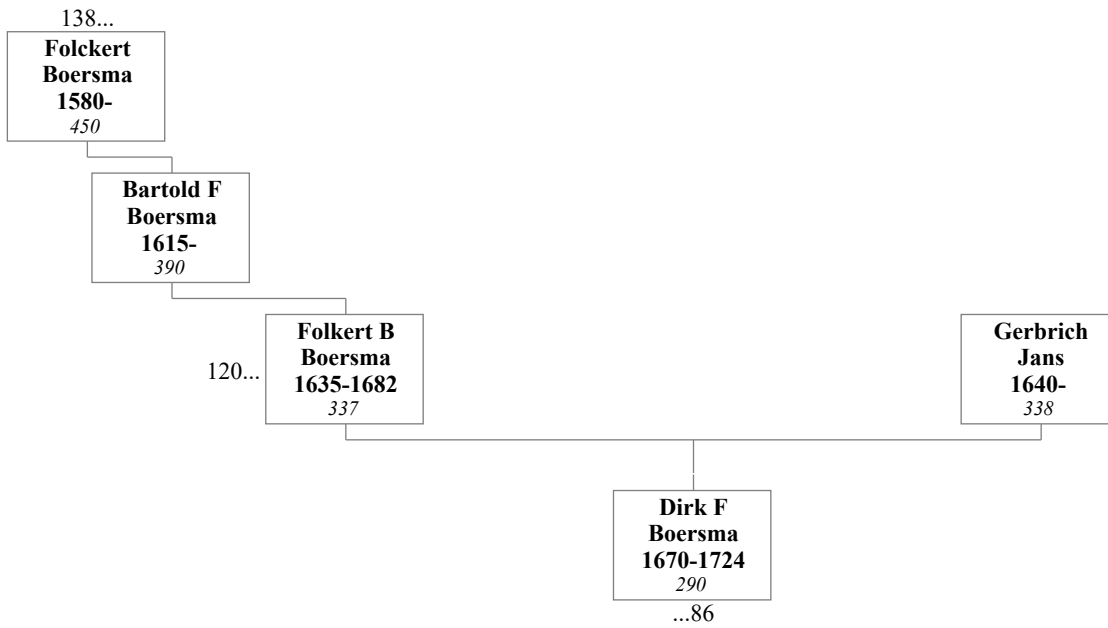 138...
Folckert
Boersma
1580-
450
Bartold F
Boersma
1615-
390
120...
Folkert B
Boersma
1635-1682
337
Gerbrich
Jans
1640-
338
Dirk F
Boersma
1670-1724
290
...86